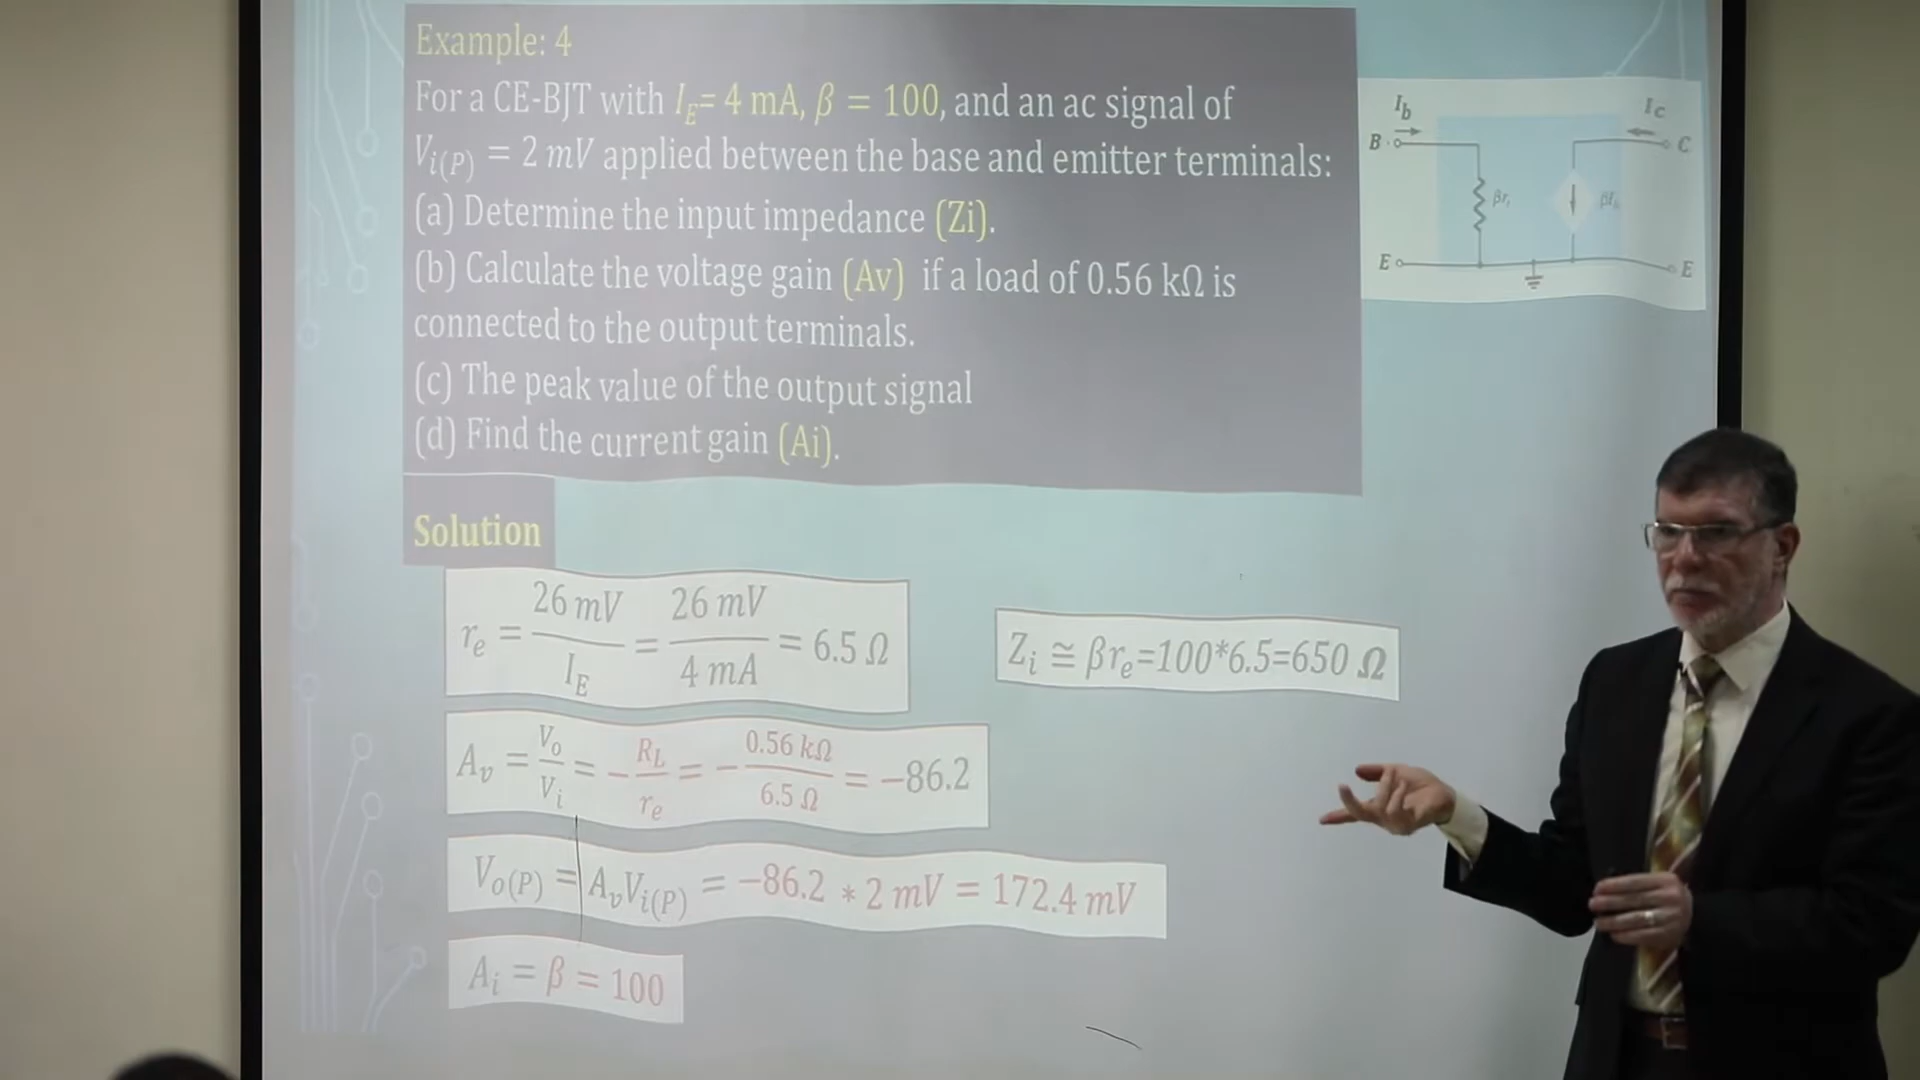 Example: 4
For a CE-BJT with I_E= 4 mA, β = 100, and an ac signal of
V_i(P) = 2 mV applied between the base and emitter terminals:
(a) Determine the input impedance (Zi).
(b) Calculate the voltage gain (Av) if a load of 0.56 kΩ is
connected to the output terminals.
(c) The peak value of the output signal
(d) Find the current gain (Ai).
I_b
I_c
B
C
βr
βI
E
E
Solution
r_e = 26 mV / I_E = 26 mV / 4 mA = 6.5 Ω
Z_i ≅ βr_e=100*6.5=650 Ω
A_v = V_o / V_i = − R_L / r_e = − 0.56 kΩ / 6.5 Ω = −86.2
V_o(P) = A_v V_i(P) = −86.2 * 2 mV = 172.4 mV
A_i = β = 100